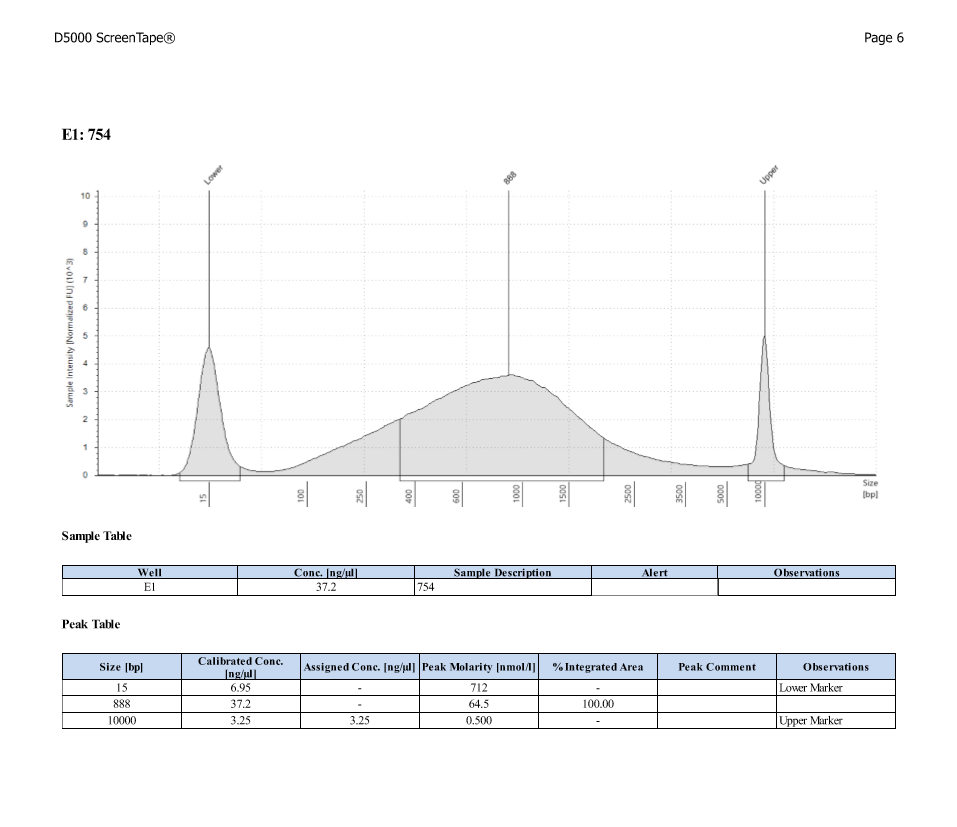 D5000 ScreenTape® Page 6
E1: 754
Lower 888 Upper
Sample Intensity [Normalized FU] (10^3)
10
9
8
7
6
5
4
3
2
1
0
15 100 250 400 600 1000 1500 2500 3500 5000 10000 Size [bp]
Sample Table
Well Conc. [ng/µl] Sample Description Alert Observations
E1 37.2 754
Peak Table
Size [bp] Calibrated Conc. [ng/µl] Assigned Conc. [ng/µl] Peak Molarity [nmol/l] % Integrated Area Peak Comment Observations
15 6.95 - 712 - Lower Marker
888 37.2 - 64.5 100.00
10000 3.25 3.25 0.500 - Upper Marker